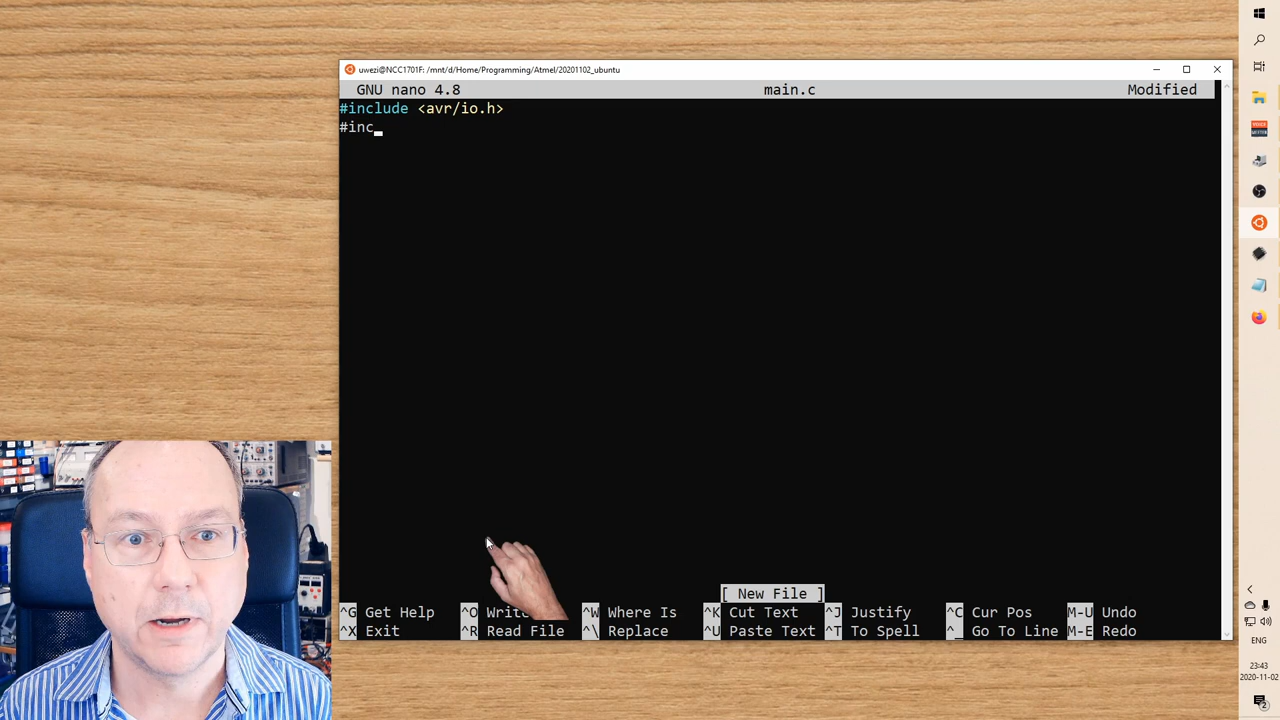 uwezi@NCC1701F: /mnt/d/Home/Programming/Atmel/20201102_ubuntu
GNU nano 4.8 main.c Modified
#include <avr/io.h>
#inc
[ New File ]
^G Get Help ^O Write ^W Where Is ^K Cut Text ^J Justify ^C Cur Pos M-U Undo
^X Exit ^R Read File ^\ Replace ^U Paste Text ^T To Spell ^_ Go To Line M-E Redo
ENG
23:43
2020-11-02
2